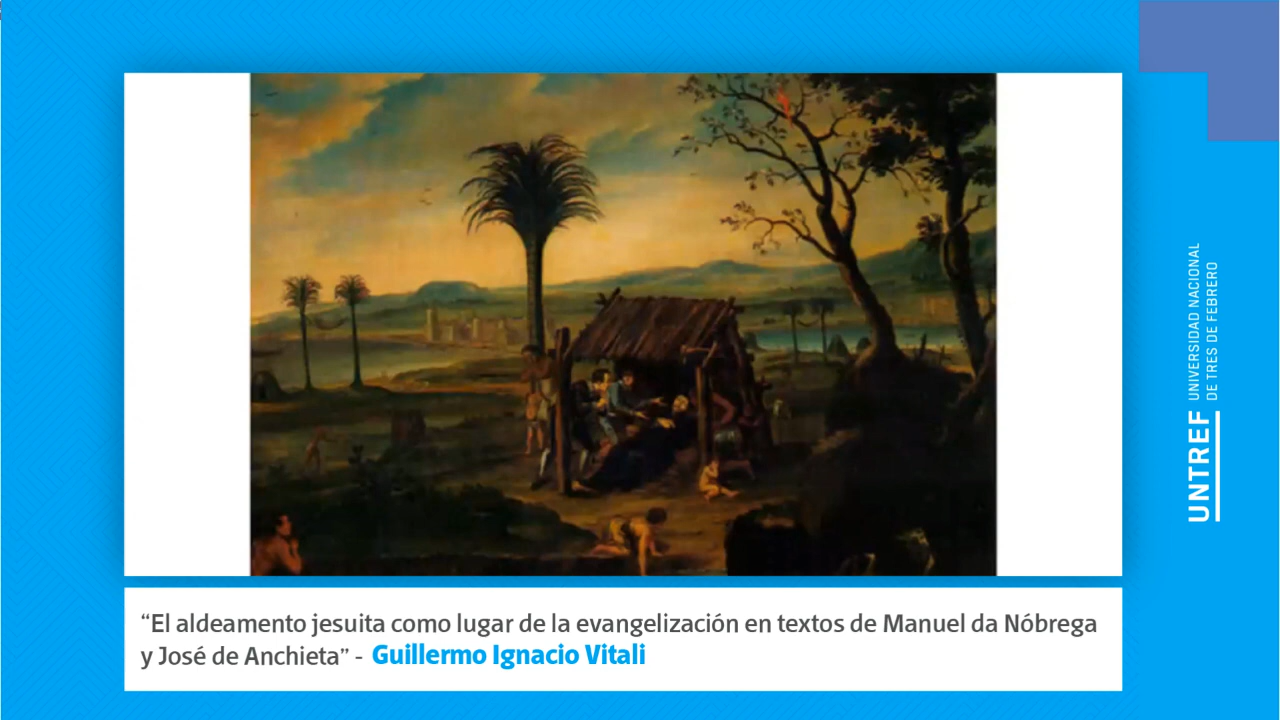 “El aldeamento jesuita como lugar de la evangelización en textos de Manuel da Nóbrega
y José de Anchieta” - Guillermo Ignacio Vitali
UNTREF
UNIVERSIDAD NACIONAL
DE TRES DE FEBRERO